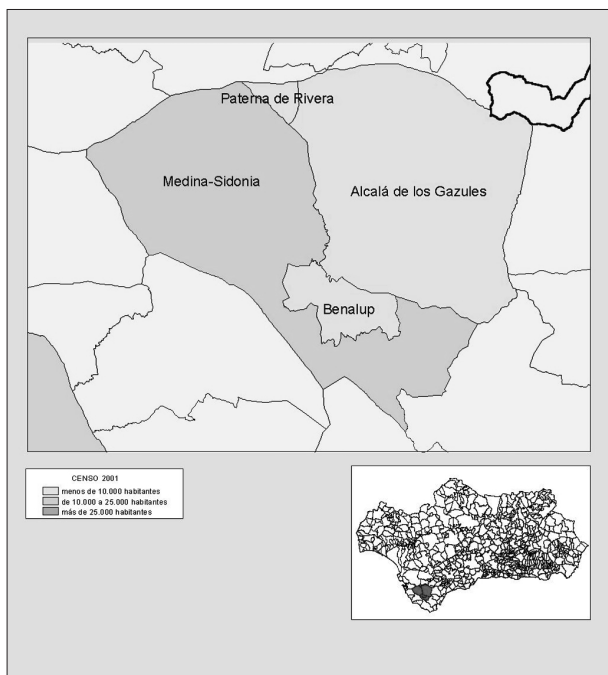 Paterna de Rivera
Medina-Sidonia
Alcalá de los Gazules
Benalup
CENSO 2001
menos de 10.000 habitantes
de 10.000 a 25.000 habitantes
más de 25.000 habitantes